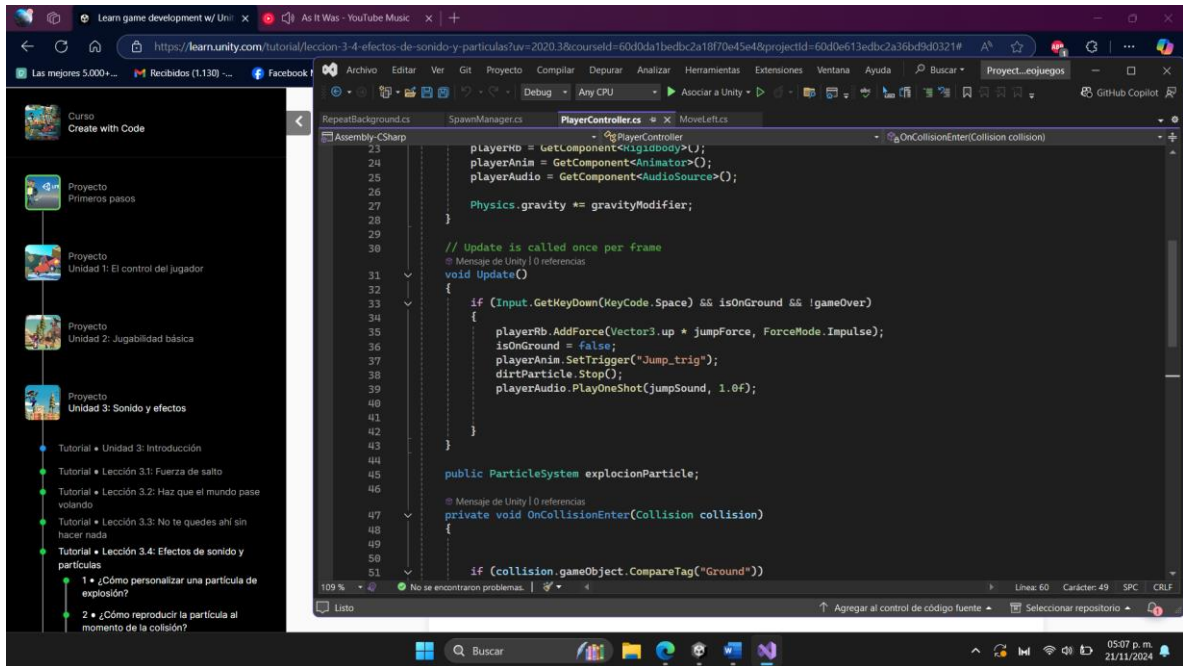 Learn game development w/ Unit
As It Was - YouTube Music
https://learn.unity.com/tutorial/leccion-3-4-efectos-de-sonido-y-particulas?uv=2020.3&courseId=60d0da1bedbc2a18f70e45e4&projectId=60d0e613edbc2a36bd9d0321#
Las mejores 5.000+...
Recibidos (1.130) -...
Facebook
Curso
Create with Code
Proyecto
Primeros pasos
Proyecto
Unidad 1: El control del jugador
Proyecto
Unidad 2: Jugabilidad básica
Proyecto
Unidad 3: Sonido y efectos
Tutorial • Unidad 3: Introducción
Tutorial • Lección 3.1: Fuerza de salto
Tutorial • Lección 3.2: Haz que el mundo pase
volando
Tutorial • Lección 3.3: No te quedes ahí sin
hacer nada
Tutorial • Lección 3.4: Efectos de sonido y
partículas
1 • ¿Cómo personalizar una partícula de
explosión?
2 • ¿Cómo reproducir la partícula al
momento de la colisión?
Archivo Editar Ver Git Proyecto Compilar Depurar Analizar Herramientas Extensiones Ventana Ayuda Buscar Proyect...eojuegos
Debug Any CPU Asociar a Unity GitHub Copilot
RepeatBackground.cs SpawnManager.cs PlayerController.cs MoveLeft.cs
Assembly-CSharp PlayerController OnCollisionEnter(Collision collision)
23 playerRb = GetComponent<Rigidbody>();
24 playerAnim = GetComponent<Animator>();
25 playerAudio = GetComponent<AudioSource>();
26
27 Physics.gravity *= gravityModifier;
28 }
29
30 // Update is called once per frame
Mensaje de Unity | 0 referencias
31 void Update()
32 {
33 if (Input.GetKeyDown(KeyCode.Space) && isOnGround && !gameOver)
34 {
35 playerRb.AddForce(Vector3.up * jumpForce, ForceMode.Impulse);
36 isOnGround = false;
37 playerAnim.SetTrigger("Jump_trig");
38 dirtParticle.Stop();
39 playerAudio.PlayOneShot(jumpSound, 1.0f);
40
41
42 }
43 }
44
45 public ParticleSystem explocionParticle;
46
Mensaje de Unity | 0 referencias
47 private void OnCollisionEnter(Collision collision)
48 {
49
50
51 if (collision.gameObject.CompareTag("Ground"))
109 % No se encontraron problemas. Línea: 60 Carácter: 49 SPC CRLF
Listo Agregar al control de código fuente Seleccionar repositorio
Buscar
05:07 p. m.
21/11/2024